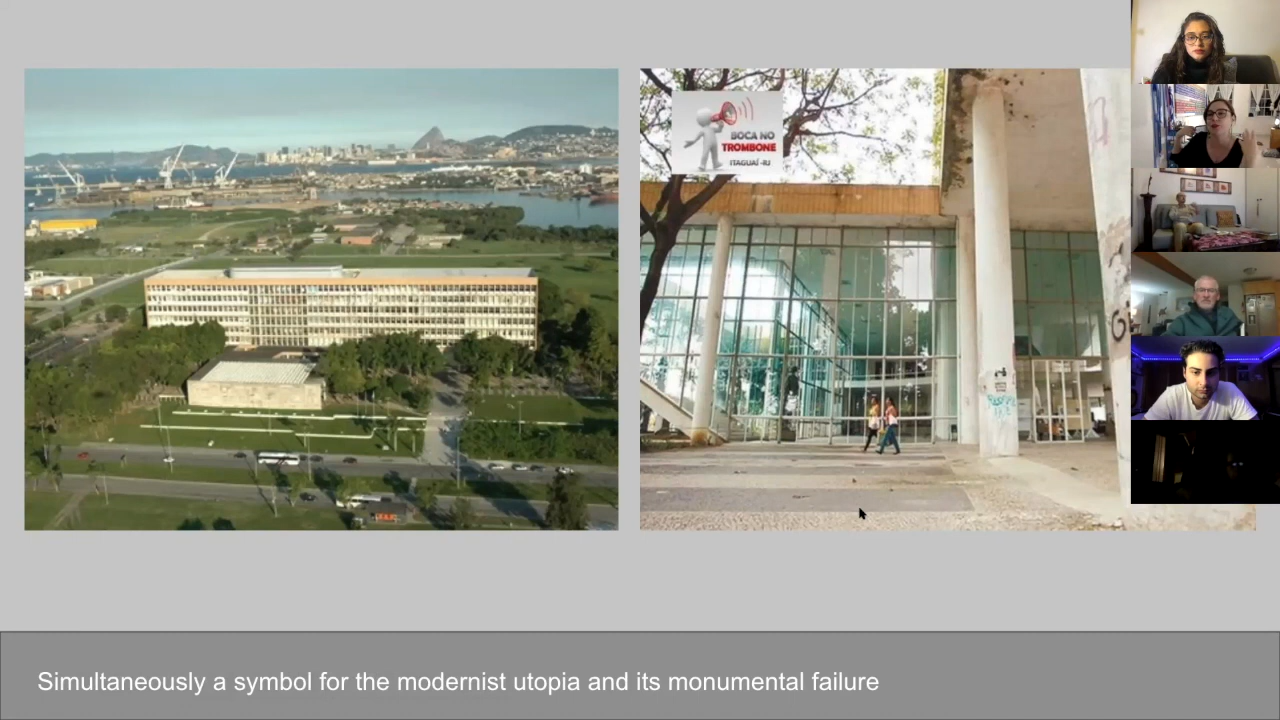 BOCA NO
TROMBONE
ITAGUAÍ -RJ
Simultaneously a symbol for the modernist utopia and its monumental failure